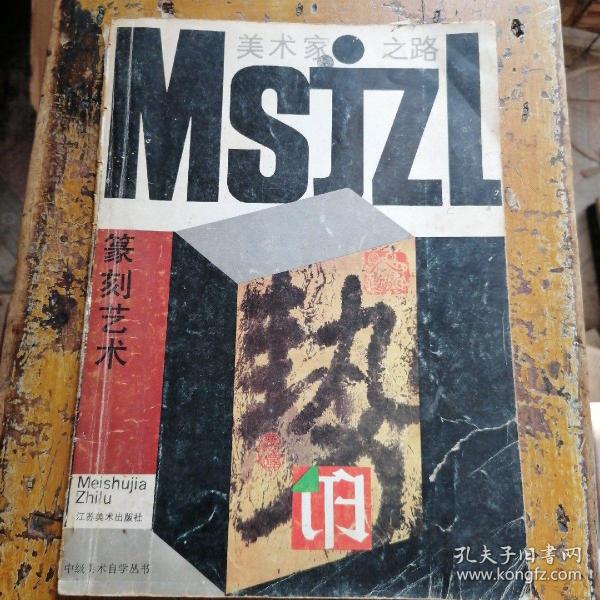 美术家之路
Msjzl
篆刻艺术
势
Meishujia
Zhilu
江苏美术出版社
中级美术自学丛书
孔夫子旧书网
www.kongfz.com